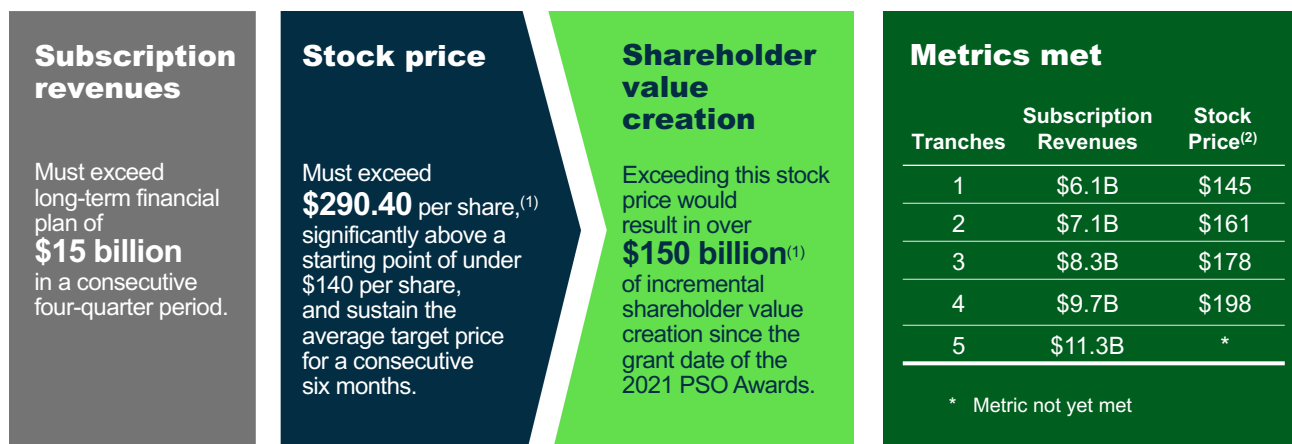 Subscription
revenues
Must exceed
long-term financial
plan of
$15 billion
in a consecutive
four-quarter period.
Stock price
Must exceed
$290.40 per share,(1)
significantly above a
starting point of under
$140 per share,
and sustain the
average target price
for a consecutive
six months.
Shareholder
value
creation
Exceeding this stock
price would
result in over
$150 billion(1)
of incremental
shareholder value
creation since the
grant date of the
2021 PSO Awards.
Metrics met
Tranches Subscription Revenues Stock Price(2)
1 $6.1B $145
2 $7.1B $161
3 $8.3B $178
4 $9.7B $198
5 $11.3B *
* Metric not yet met